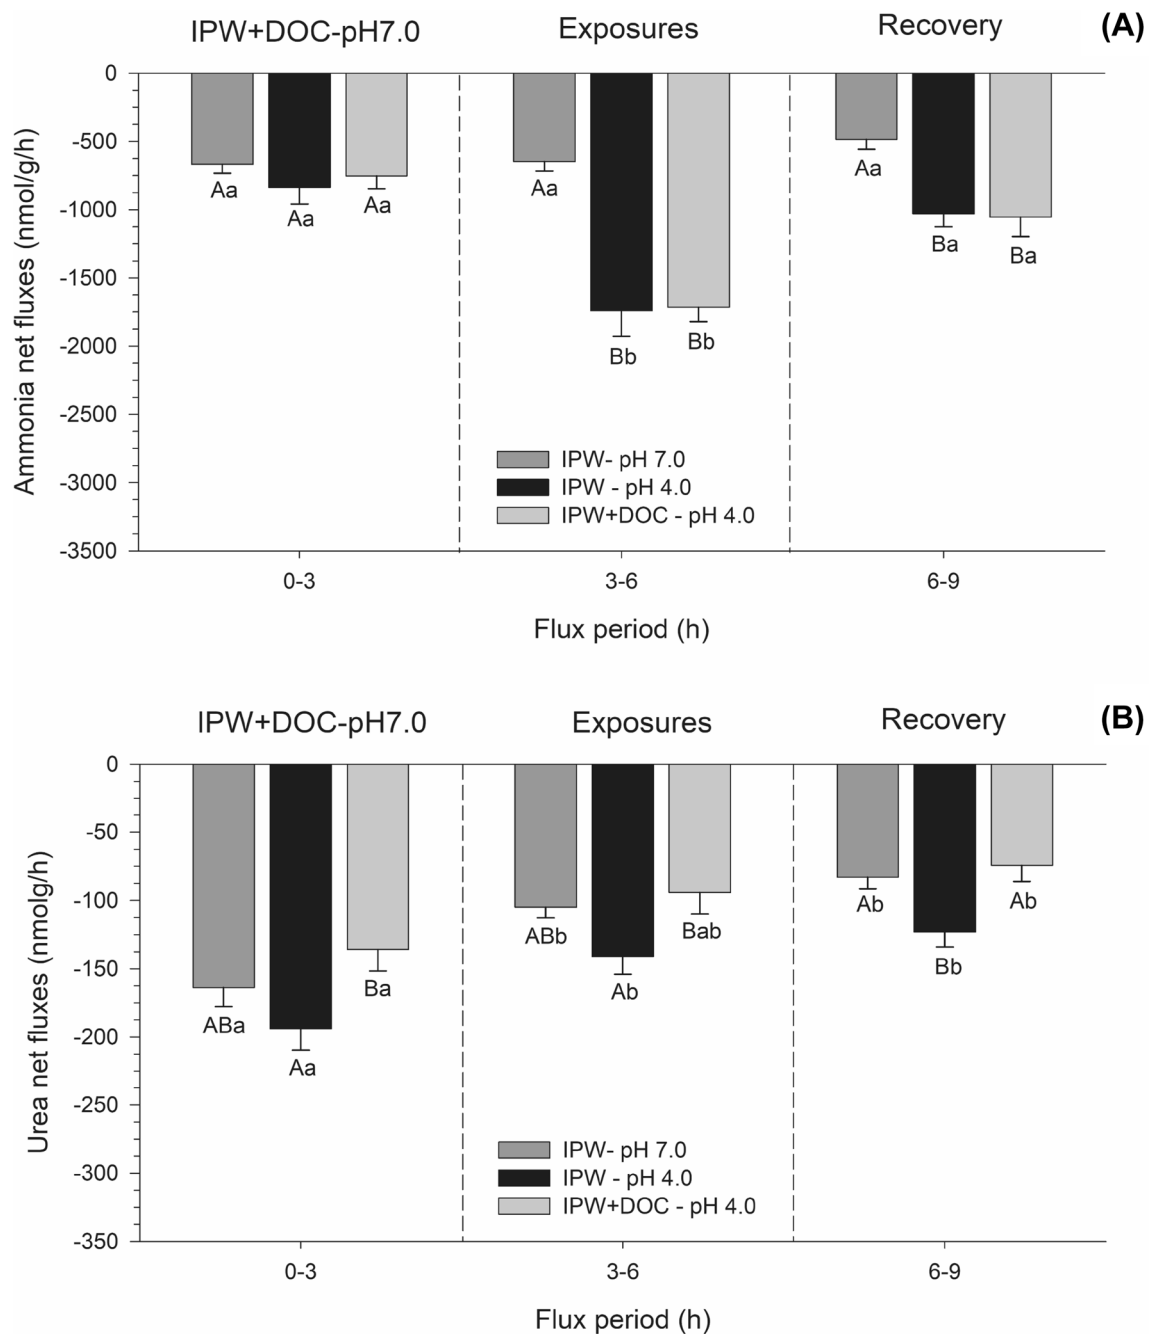 IPW+DOC-pH7.0 Exposures Recovery (A)
Ammonia net fluxes (nmol/g/h)
0
-500
-1000
-1500
-2000
-2500
-3000
-3500
Aa Aa Aa Aa Bb Bb Aa Ba Ba
IPW- pH 7.0
IPW - pH 4.0
IPW+DOC - pH 4.0
0-3 3-6 6-9
Flux period (h)
IPW+DOC-pH7.0 Exposures Recovery (B)
Urea net fluxes (nmolg/h)
0
-50
-100
-150
-200
-250
-300
-350
ABa Aa Ba ABb Ab Bab Ab Bb Ab
IPW- pH 7.0
IPW - pH 4.0
IPW+DOC - pH 4.0
0-3 3-6 6-9
Flux period (h)